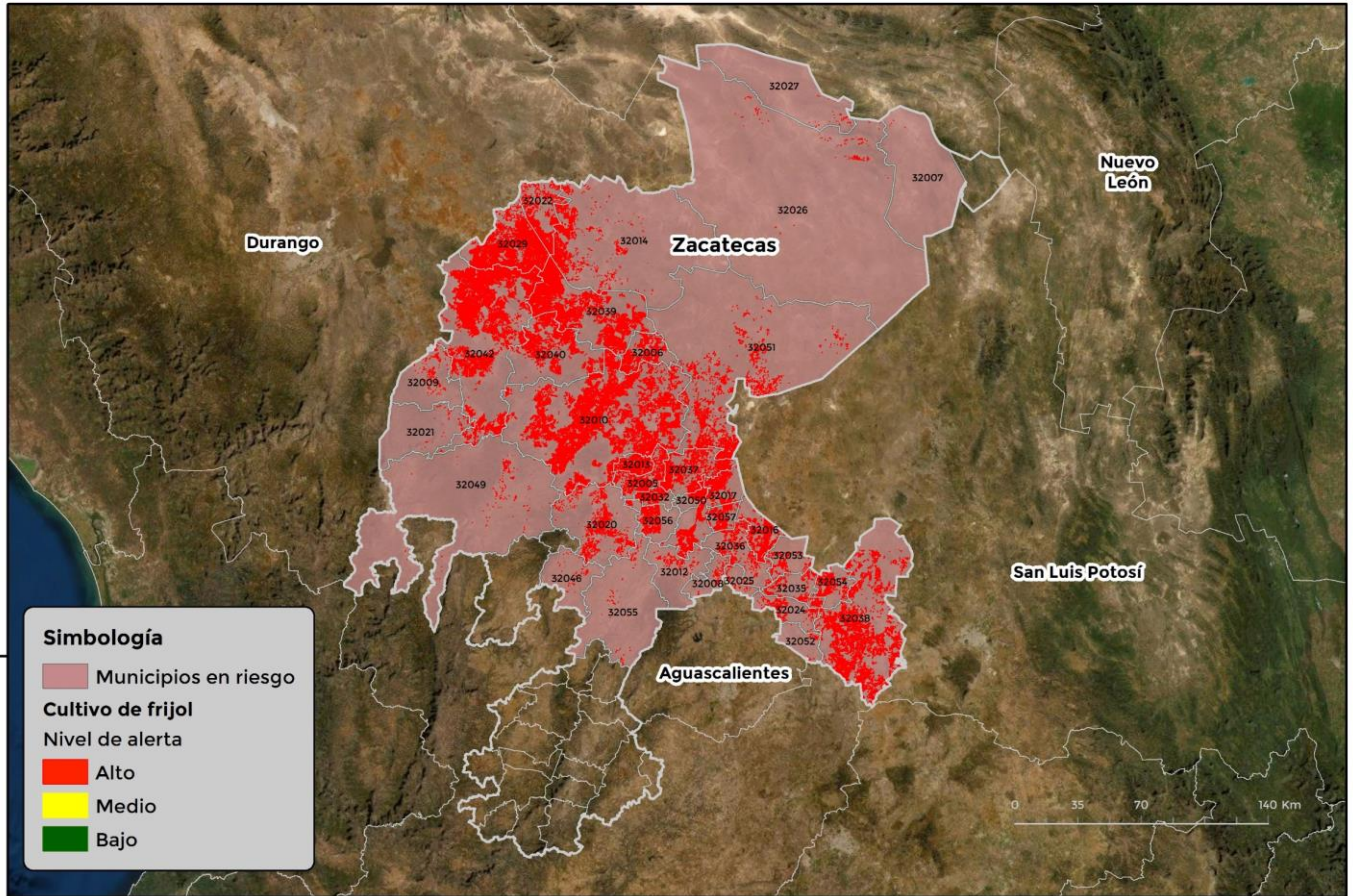 32027
32007
Nuevo
León
32022
32026
Durango
32029
32014
Zacatecas
32039
32042
32040
32006
32051
32009
32010
32021
32013
32037
32049
32005
32032
32050
32017
32020
32056
32057
32016
32036
32053
32046
32012
32008
32025
32035
32054
San Luis Potosí
32055
32024
32038
32052
Aguascalientes
Simbología
Municipios en riesgo
Cultivo de frijol
Nivel de alerta
Alto
Medio
Bajo
0 35 70 140 Km